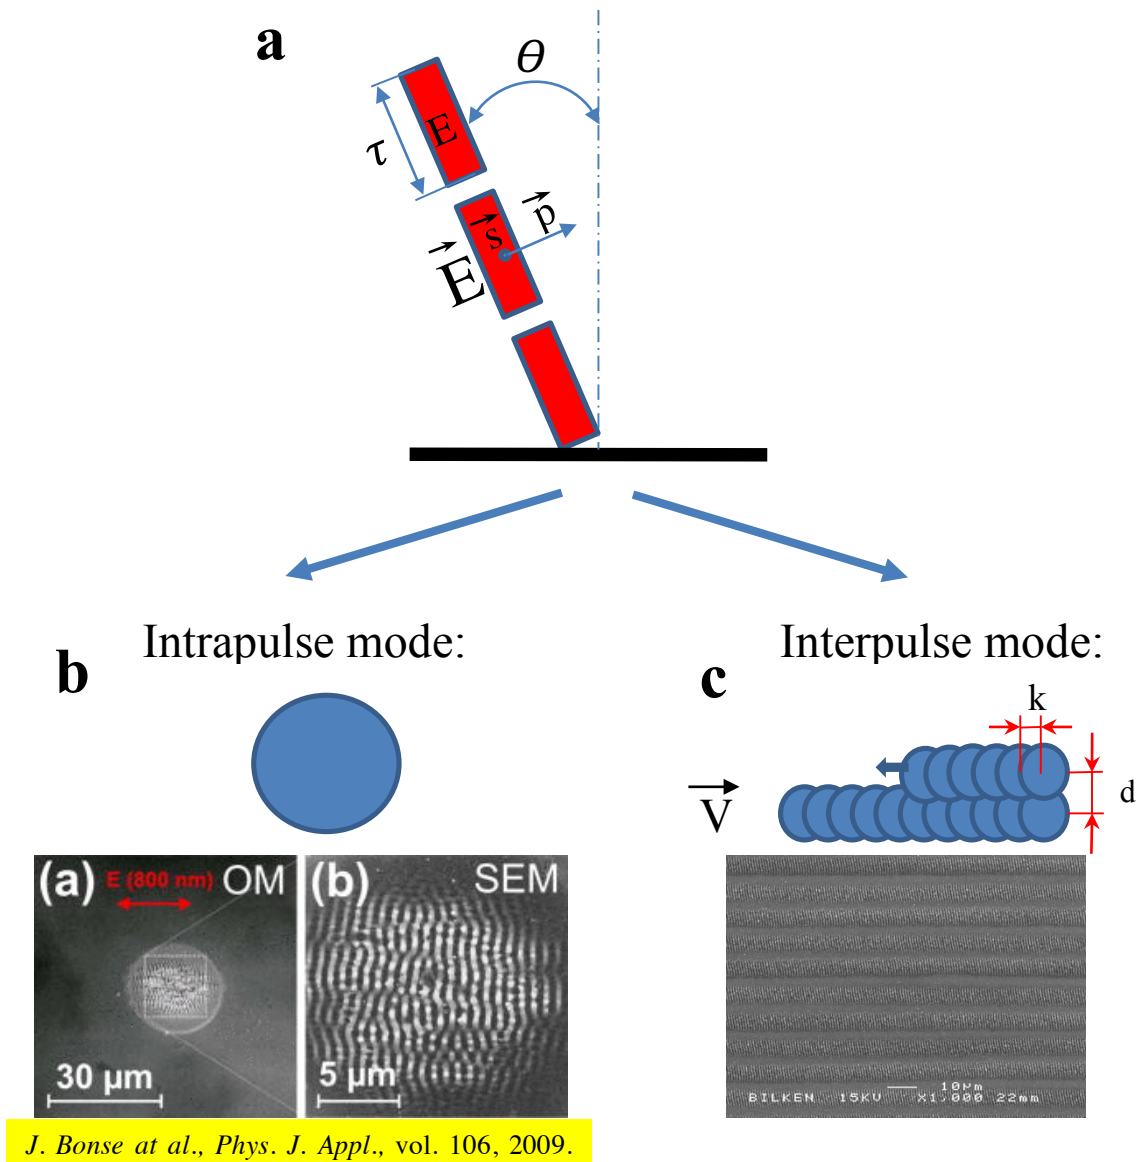 a
θ
τ
E
s
p
E
Intrapulse mode:
Interpulse mode:
b
c
k
d
V
(a) E (800 nm) OM
30 µm
(b) SEM
5 µm
10µm
BILKEN 15KV X1,000 22mm
J. Bonse at al., Phys. J. Appl., vol. 106, 2009.